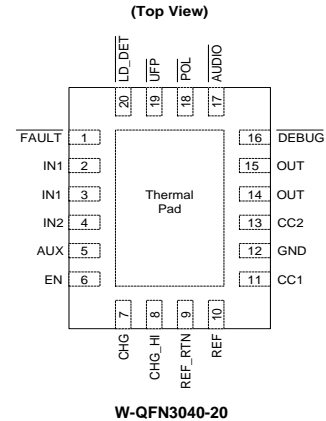 (Top View)
LD_DET
UFP
POL
AUDIO
20
19
18
17
FAULT 1
16 DEBUG
IN1 2
15 OUT
IN1 3
14 OUT
IN2 4
13 CC2
AUX 5
12 GND
EN 6
11 CC1
Thermal
Pad
7
8
9
10
CHG
CHG_HI
REF_RTN
REF
W-QFN3040-20